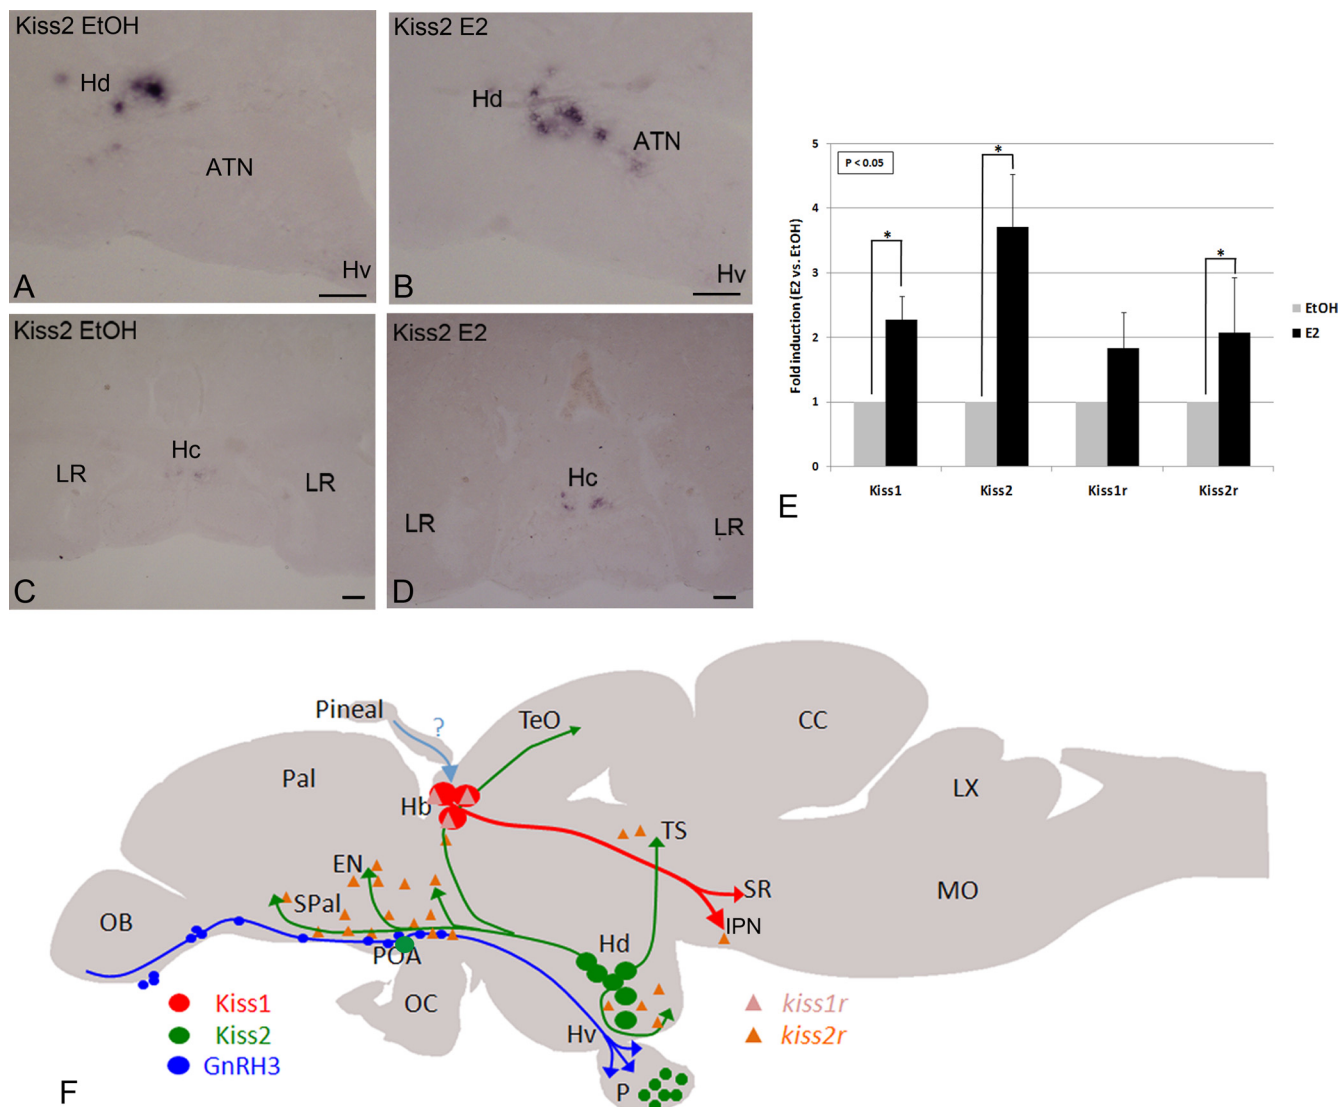 Kiss2 EtOH
Hd
ATN
Hv
A
Kiss2 E2
Hd
ATN
Hv
B
Kiss2 EtOH
Hc
LR
LR
C
Kiss2 E2
Hc
LR
LR
D
P < 0.05
Fold induction (E2 vs. EtOH)
5
4
3
2
1
0
*
*
*
Kiss1
Kiss2
Kiss1r
Kiss2r
EtOH
E2
E
Pineal
?
TeO
CC
Pal
Hb
LX
TS
EN
SPal
SR
MO
OB
IPN
POA
Hd
OC
Hv
P
Kiss1
Kiss2
GnRH3
kiss1r
kiss2r
F